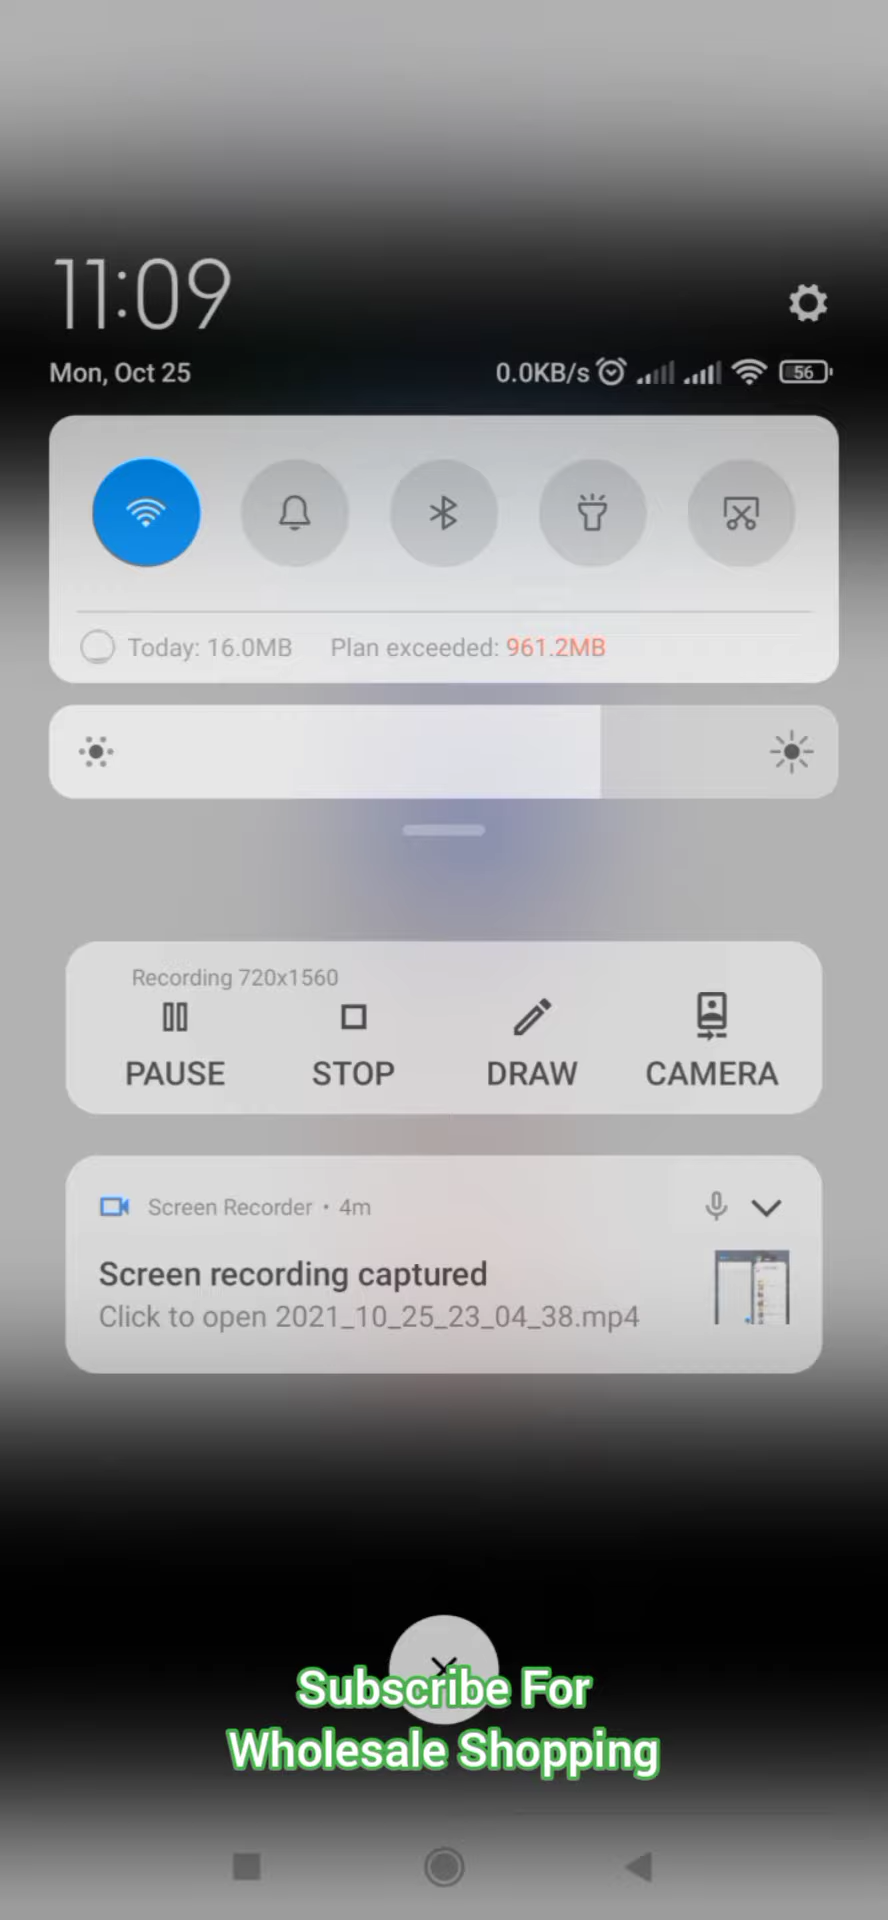 11:09
Mon, Oct 25 0.0KB/s 56
Today: 16.0MB Plan exceeded: 961.2MB
Recording 720x1560
PAUSE STOP DRAW CAMERA
Screen Recorder • 4m
Screen recording captured
Click to open 2021_10_25_23_04_38.mp4
Subscribe For
Wholesale Shopping